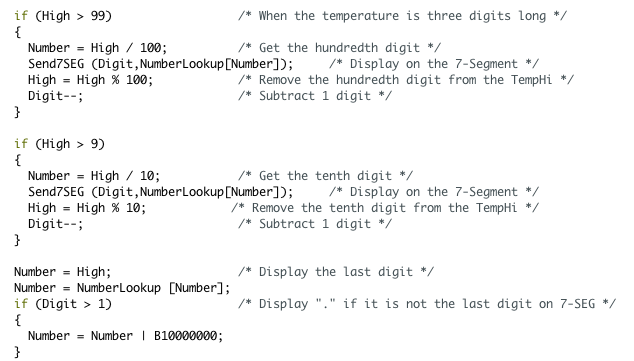 if (High > 99) /* When the temperature is three digits long */
{
Number = High / 100; /* Get the hundredth digit */
Send7SEG (Digit,NumberLookup[Number]); /* Display on the 7-Segment */
High = High % 100; /* Remove the hundredth digit from the TempHi */
Digit--; /* Subtract 1 digit */
}
if (High > 9)
{
Number = High / 10; /* Get the tenth digit */
Send7SEG (Digit,NumberLookup[Number]); /* Display on the 7-Segment */
High = High % 10; /* Remove the tenth digit from the TempHi */
Digit--; /* Subtract 1 digit */
}
Number = High; /* Display the last digit */
Number = NumberLookup [Number];
if (Digit > 1) /* Display "." if it is not the last digit on 7-SEG */
{
Number = Number | B10000000;
}